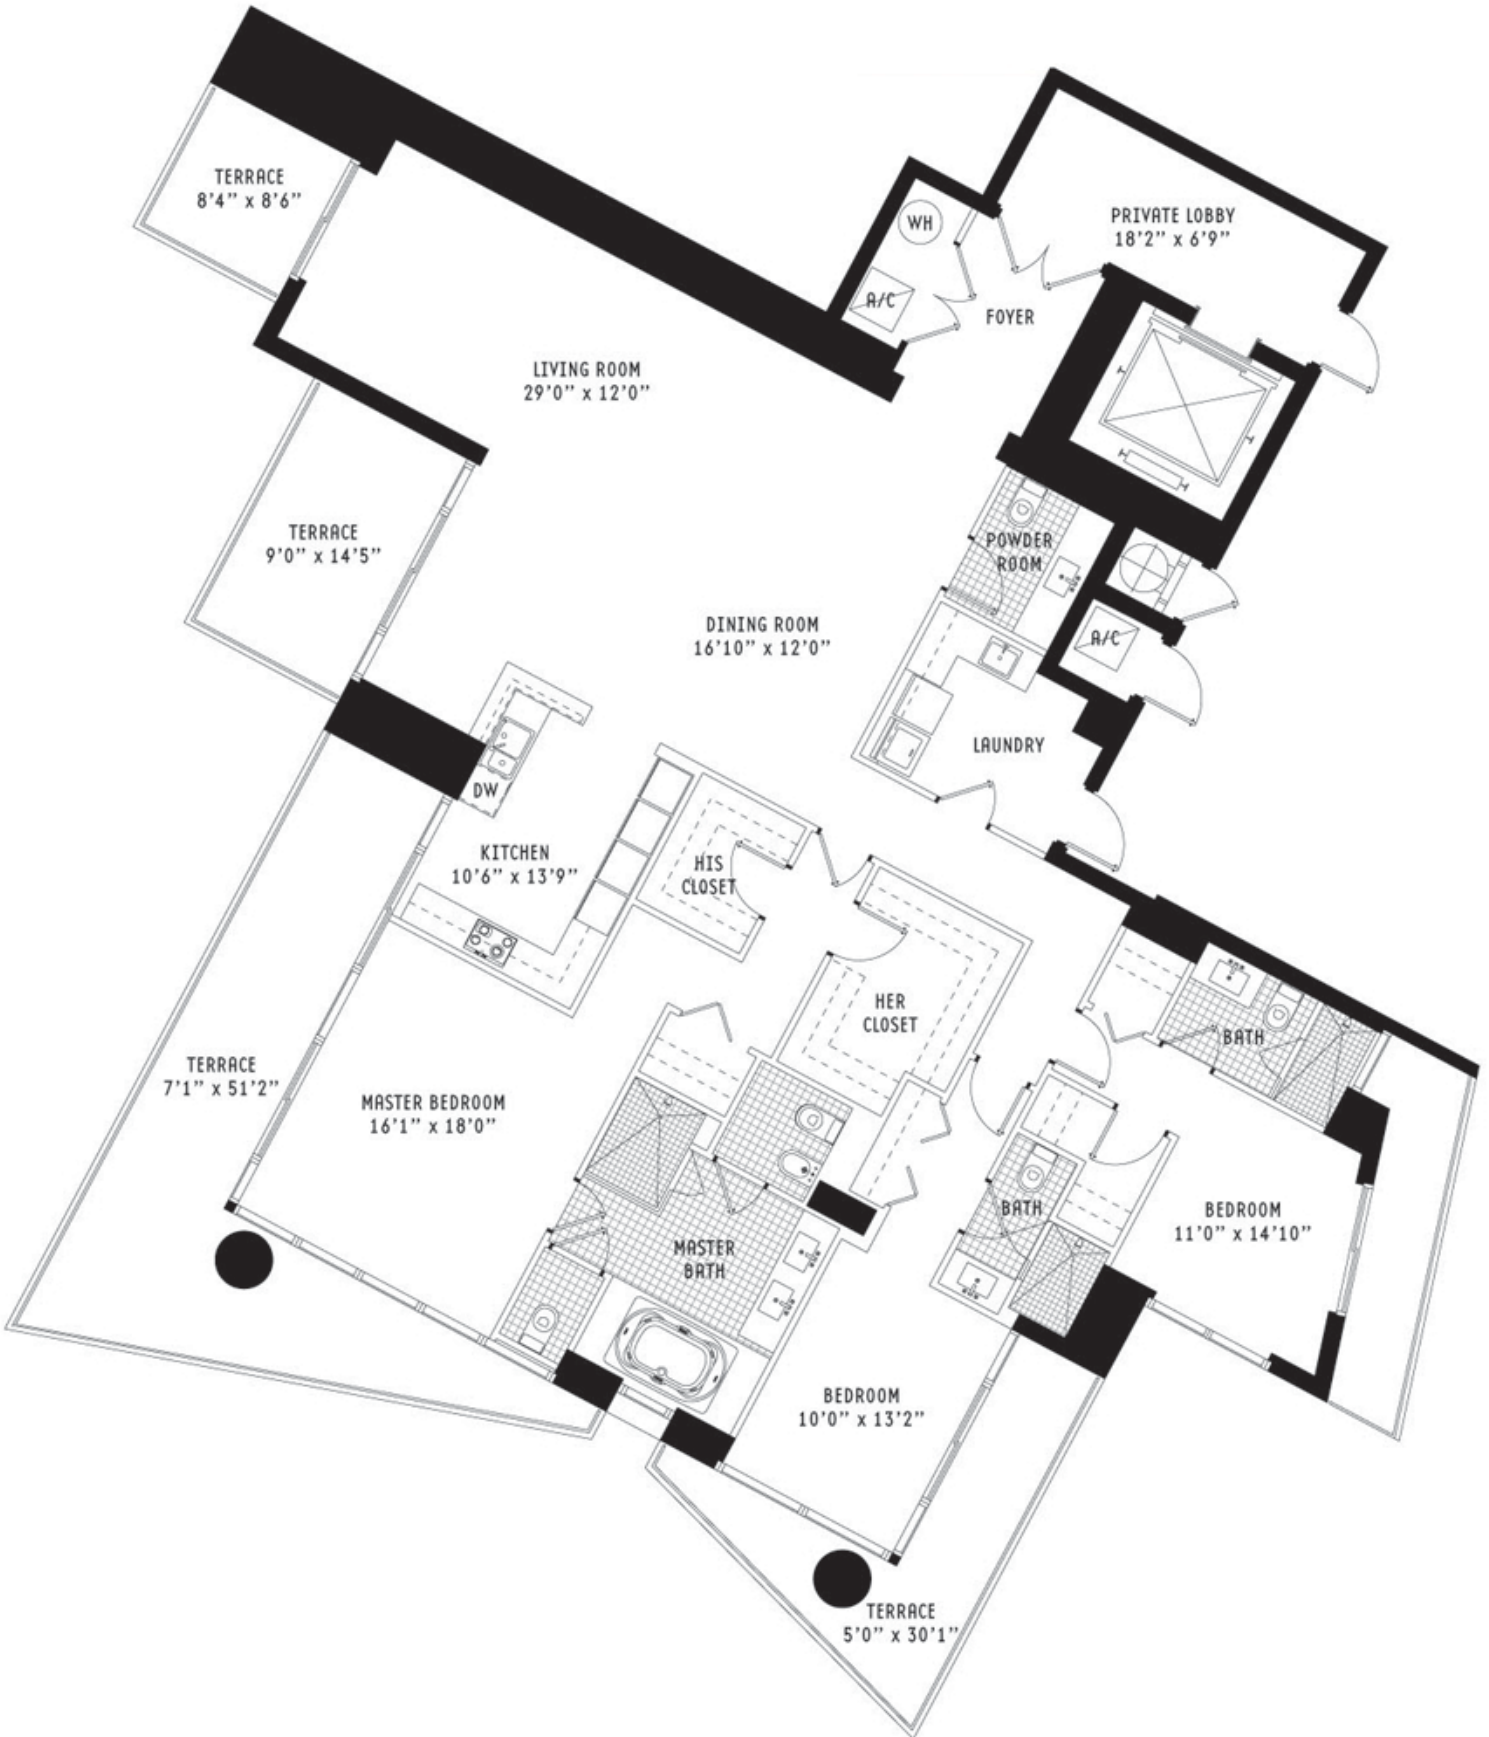 TERRACE
8'4" x 8'6"
WH
PRIVATE LOBBY
18'2" x 6'9"
A/C
FOYER
LIVING ROOM
29'0" x 12'0"
TERRACE
9'0" x 14'5"
POWDER
ROOM
DINING ROOM
16'10" x 12'0"
A/C
LAUNDRY
DW
KITCHEN
10'6" x 13'9"
HIS
CLOSET
HER
CLOSET
BATH
TERRACE
7'1" x 51'2"
MASTER BEDROOM
16'1" x 18'0"
BATH
BEDROOM
11'0" x 14'10"
MASTER
BATH
BEDROOM
10'0" x 13'2"
TERRACE
5'0" x 30'1"